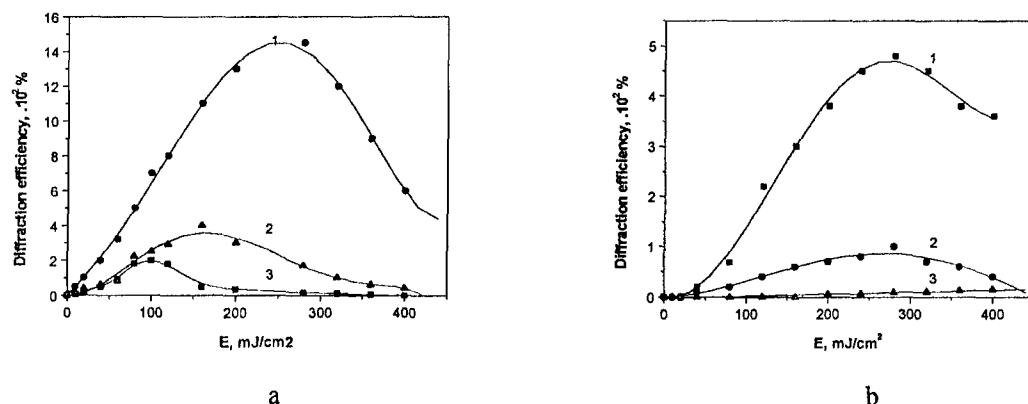 16
14
12
10
8
6
4
2
0
Diffraction efficiency, .10² %
1
2
3
0 100 200 300 400
E, mJ/cm2
a
5
4
3
2
1
0
Diffraction efficiency, .10² %
1
2
3
0 100 200 300 400
E, mJ/cm²
b